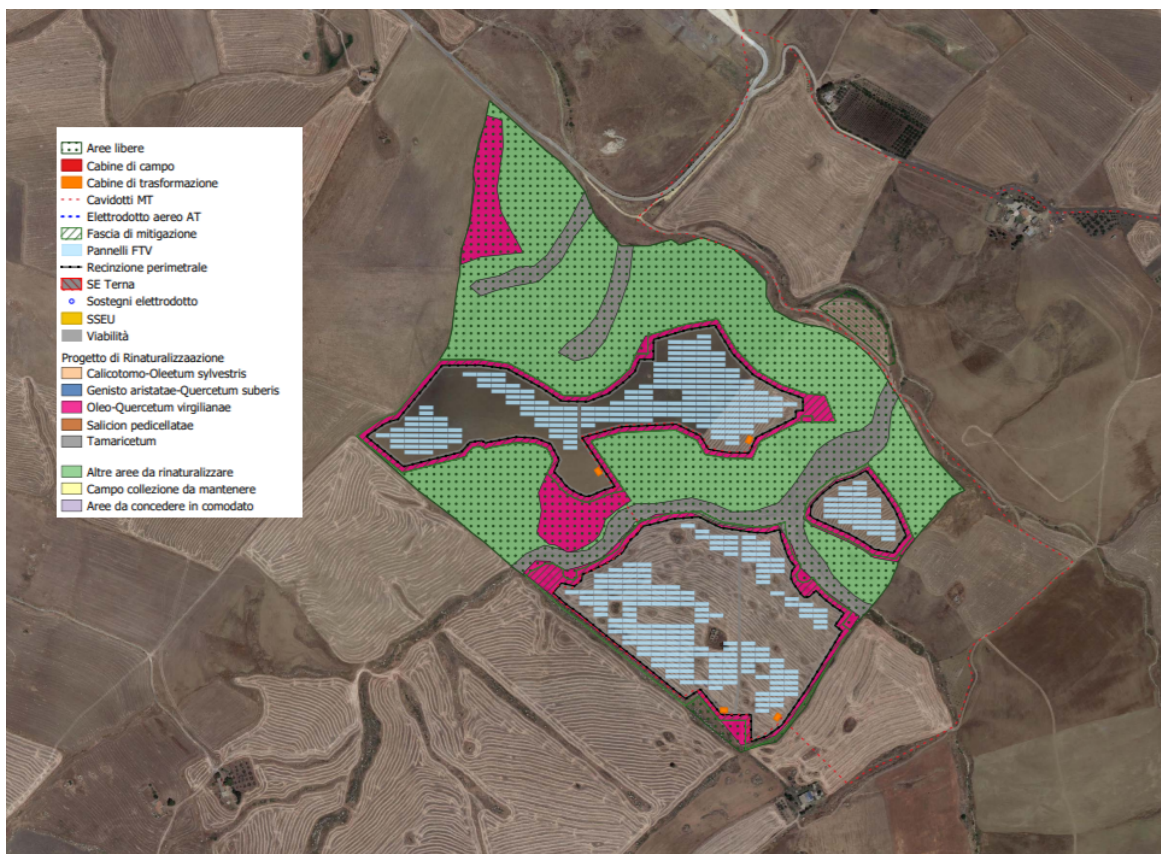 Aree libere
Cabine di campo
Cabine di trasformazione
Cavidotti MT
Elettrodotto aereo AT
Fascia di mitigazione
Pannelli FTV
Recinzione perimetrale
SE Terna
Sostegni elettrodotto
SSEU
Viabilità
Progetto di Rinaturalizzaazione
Calicotomo-Oleetum sylvestris
Genisto aristatae-Quercetum suberis
Oleo-Quercetum virgilianae
Salicion pedicellatae
Tamaricetum
Altre aree da rinaturalizzare
Campo collezione da mantenere
Aree da concedere in comodato